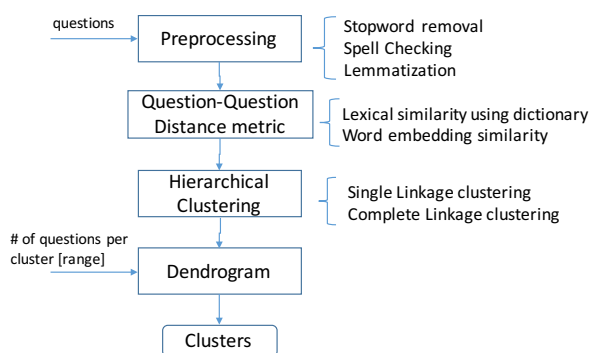 questions
Preprocessing
Stopword removal
Spell Checking
Lemmatization
Question-Question
Distance metric
Lexical similarity using dictionary
Word embedding similarity
Hierarchical
Clustering
Single Linkage clustering
Complete Linkage clustering
# of questions per
cluster [range]
Dendrogram
Clusters